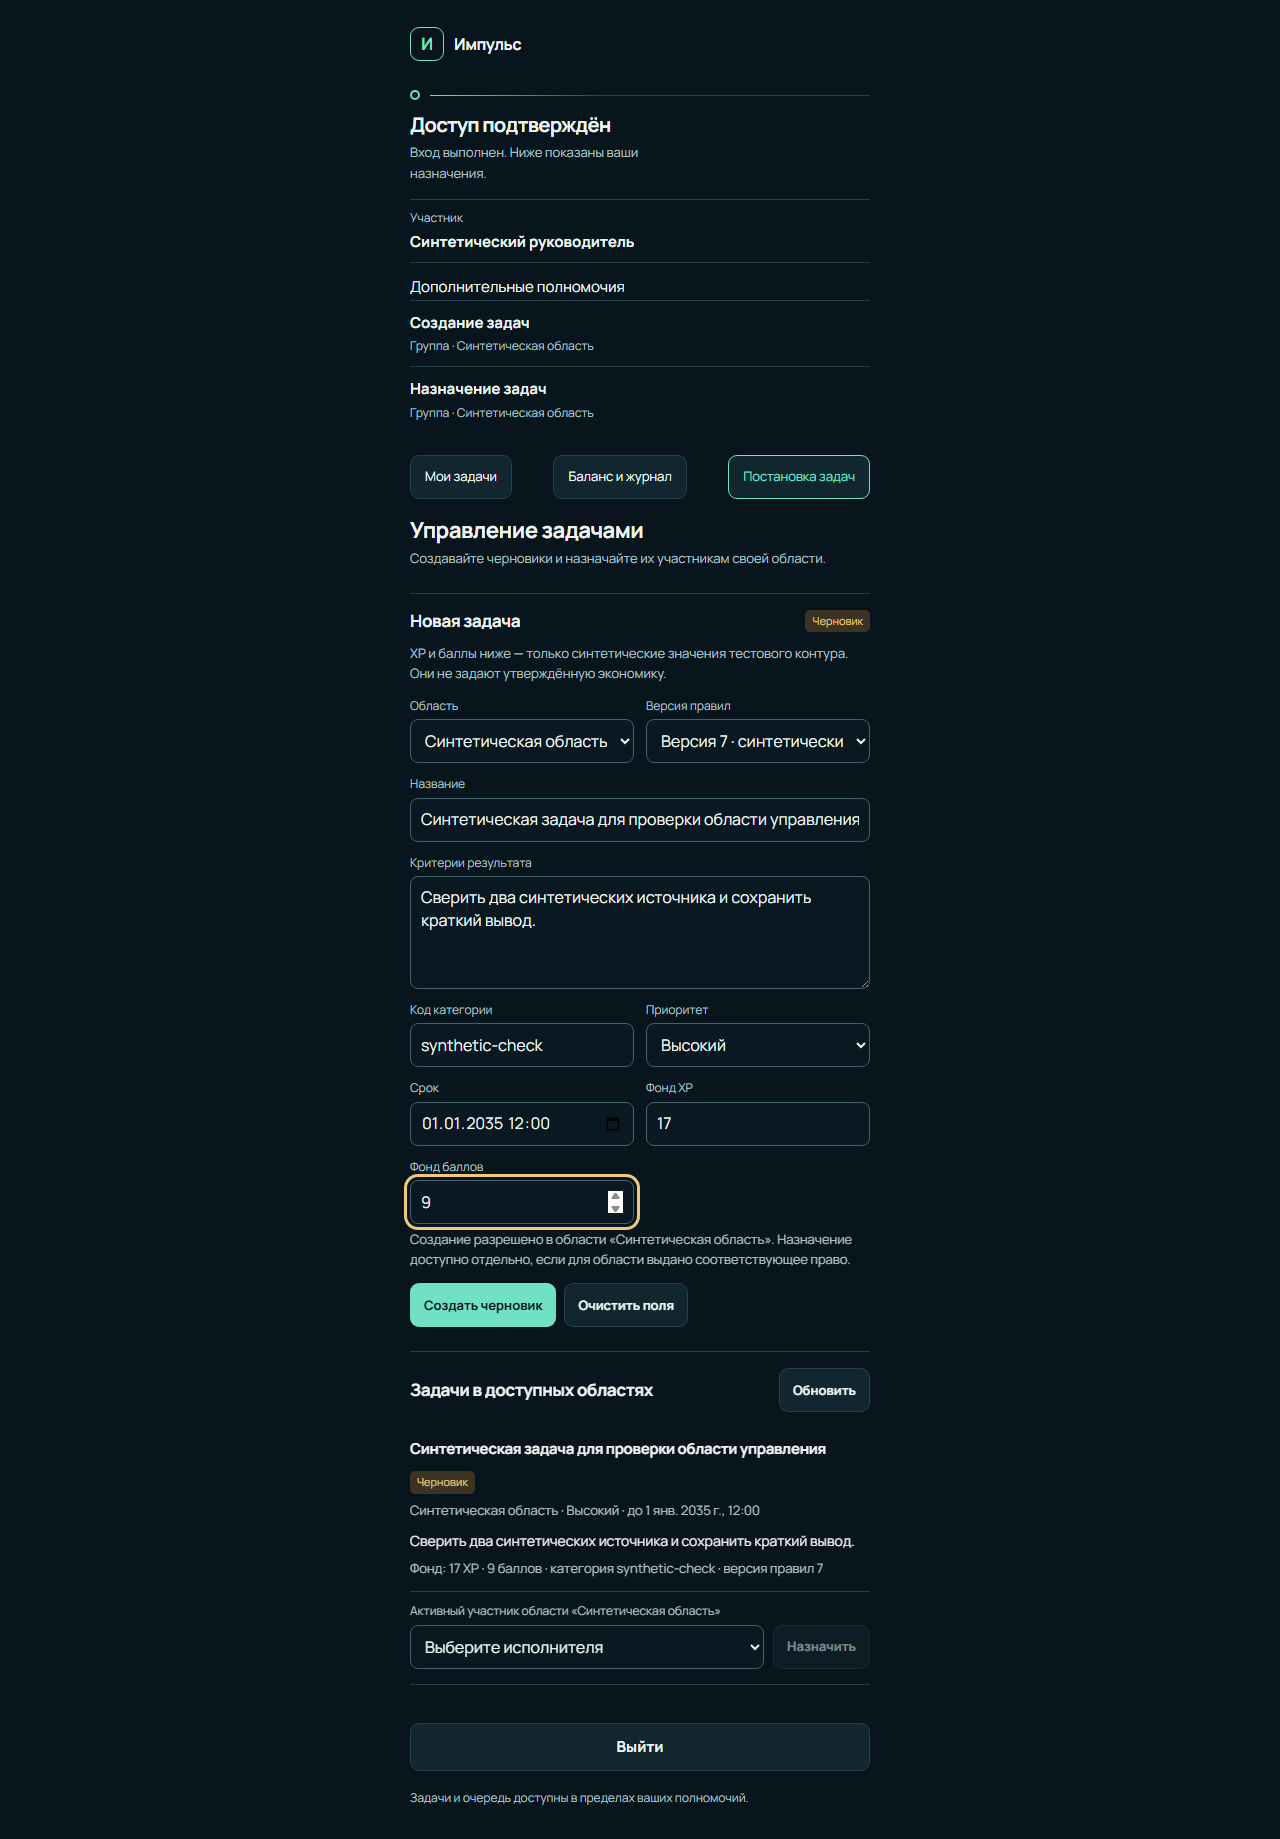 И Импульс
Доступ подтверждён
Вход выполнен. Ниже показаны ваши
назначения.
Участник
Синтетический руководитель
Дополнительные полномочия
Создание задач
Группа · Синтетическая область
Назначение задач
Группа · Синтетическая область
Мои задачи Баланс и журнал Постановка задач
Управление задачами
Создавайте черновики и назначайте их участникам своей области.
Новая задача Черновик
XP и баллы ниже — только синтетические значения тестового контура.
Они не задают утверждённую экономику.
Область Версия правил
Синтетическая область Версия 7 · синтетически
Название
Синтетическая задача для проверки области управления
Критерии результата
Сверить два синтетических источника и сохранить
краткий вывод.
Код категории Приоритет
synthetic-check Высокий
Срок Фонд XP
01.01.2035 12:00 17
Фонд баллов
9
Создание разрешено в области «Синтетическая область». Назначение
доступно отдельно, если для области выдано соответствующее право.
Создать черновик Очистить поля
Задачи в доступных областях Обновить
Синтетическая задача для проверки области управления
Черновик
Синтетическая область · Высокий · до 1 янв. 2035 г., 12:00
Сверить два синтетических источника и сохранить краткий вывод.
Фонд: 17 XP · 9 баллов · категория synthetic-check · версия правил 7
Активный участник области «Синтетическая область»
Выберите исполнителя Назначить
Выйти
Задачи и очередь доступны в пределах ваших полномочий.